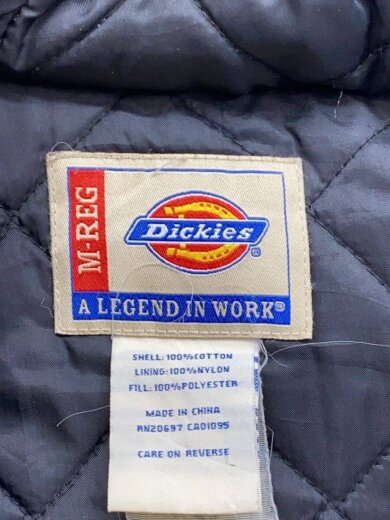 M-REG
Dickies®
A LEGEND IN WORK®
SHELL: 100%COTTON
LINING: 100%NYLON
FILL: 100%POLYESTER
MADE IN CHINA
RN20697 CA01095
CARE ON REVERSE